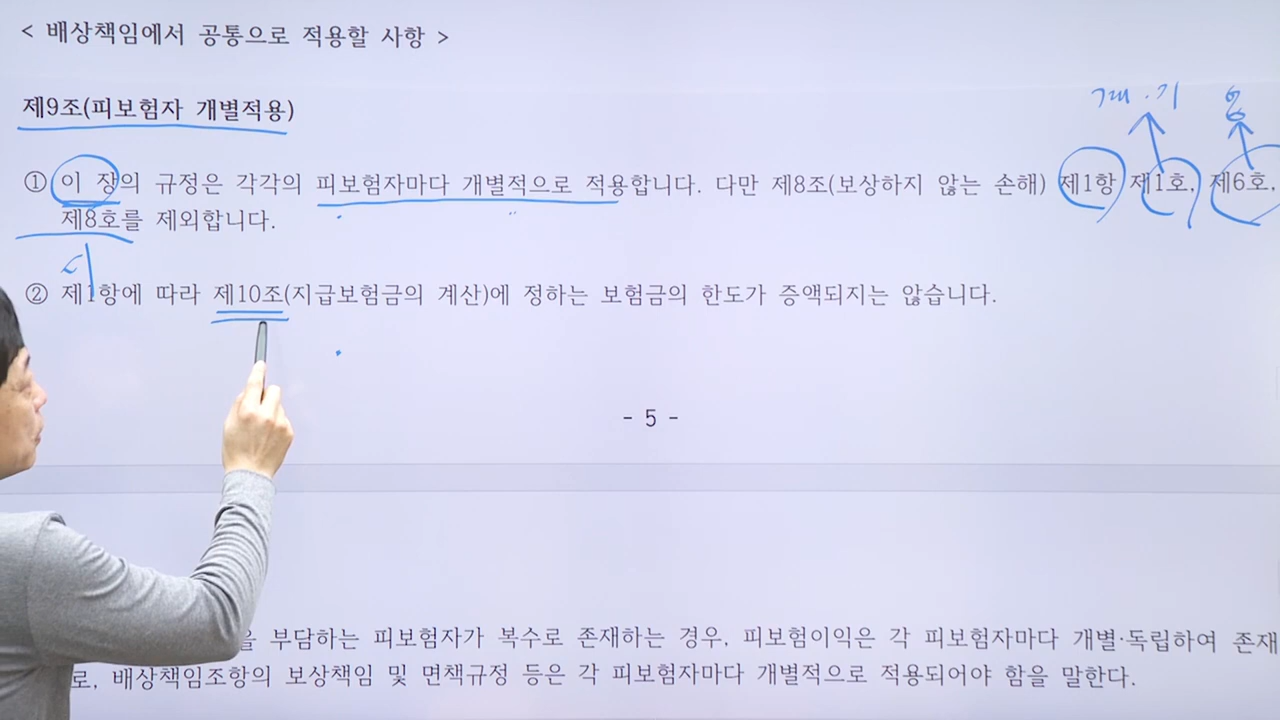 < 배상책임에서 공통으로 적용할 사항 >
제9조(피보험자 개별적용)
① 이 장의 규정은 각각의 피보험자마다 개별적으로 적용합니다. 다만 제8조(보상하지 않는 손해) 제1항 제1호, 제6호,
제8호를 제외합니다.
② 제1항에 따라 제10조(지급보험금의 계산)에 정하는 보험금의 한도가 증액되지는 않습니다.
- 5 -
을 부담하는 피보험자가 복수로 존재하는 경우, 피보험이익은 각 피보험자마다 개별·독립하여 존재
로, 배상책임조항의 보상책임 및 면책규정 등은 각 피보험자마다 개별적으로 적용되어야 함을 말한다.